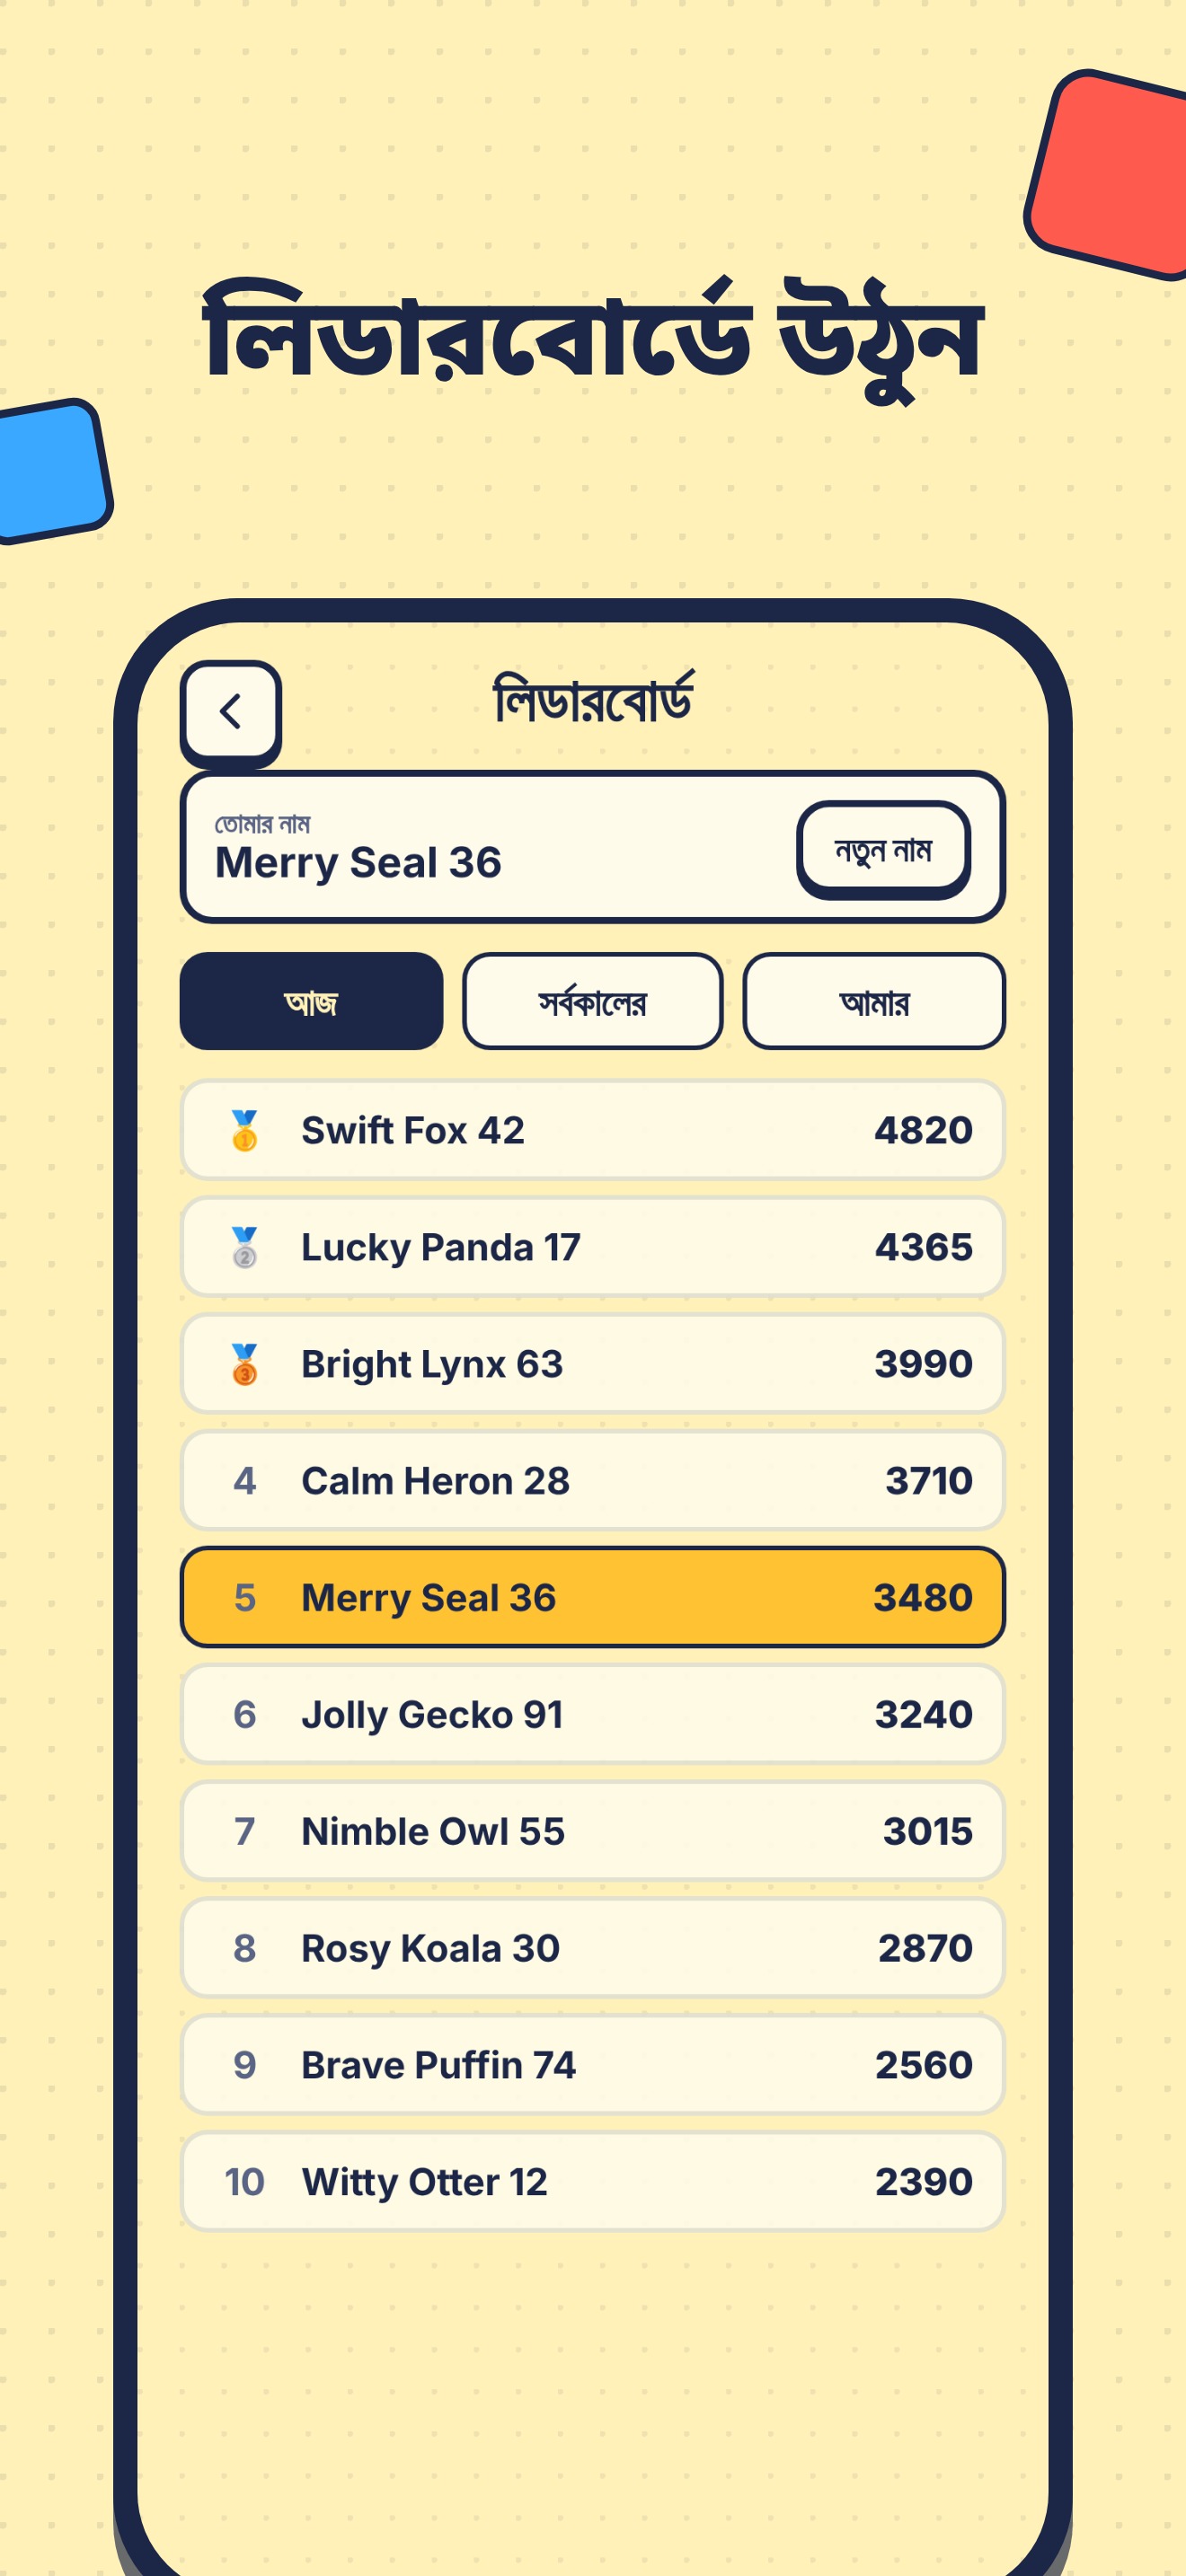 লিডারবোর্ডে উঠুন
লিডারবোর্ড
তোমার নাম
Merry Seal 36
নতুন নাম
আজ
সর্বকালের
আমার
1 Swift Fox 42 4820
2 Lucky Panda 17 4365
3 Bright Lynx 63 3990
4 Calm Heron 28 3710
5 Merry Seal 36 3480
6 Jolly Gecko 91 3240
7 Nimble Owl 55 3015
8 Rosy Koala 30 2870
9 Brave Puffin 74 2560
10 Witty Otter 12 2390